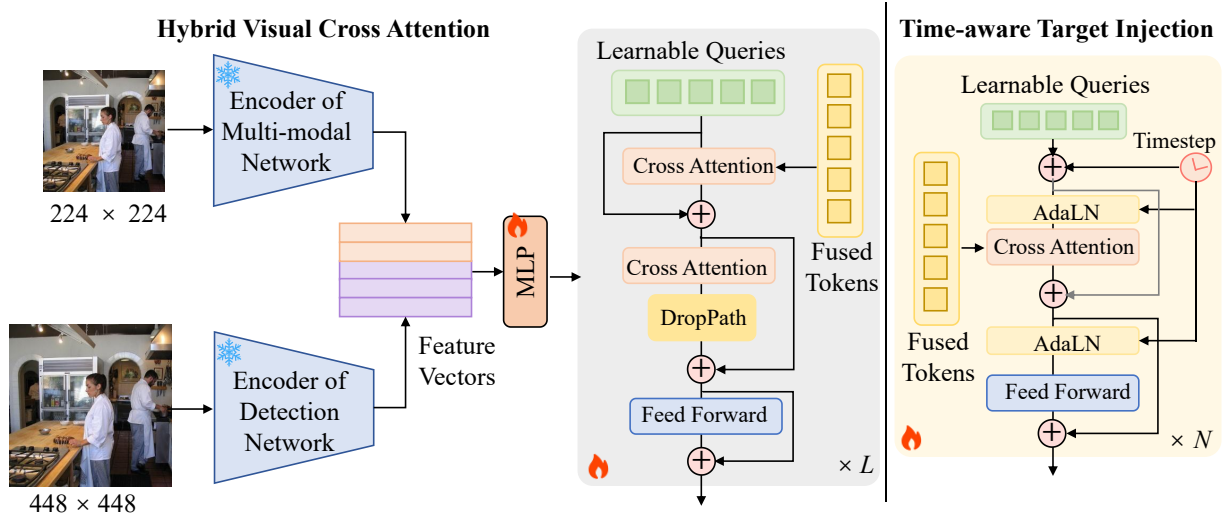 Hybrid Visual Cross Attention
Encoder of
Multi-modal
Network
224 × 224
Encoder of
Detection
Network
448 × 448
Feature
Vectors
MLP
Learnable Queries
Cross Attention
Cross Attention
DropPath
Feed Forward
Fused
Tokens
× L
Time-aware Target Injection
Learnable Queries
Timestep
AdaLN
Cross Attention
AdaLN
Feed Forward
Fused
Tokens
× N